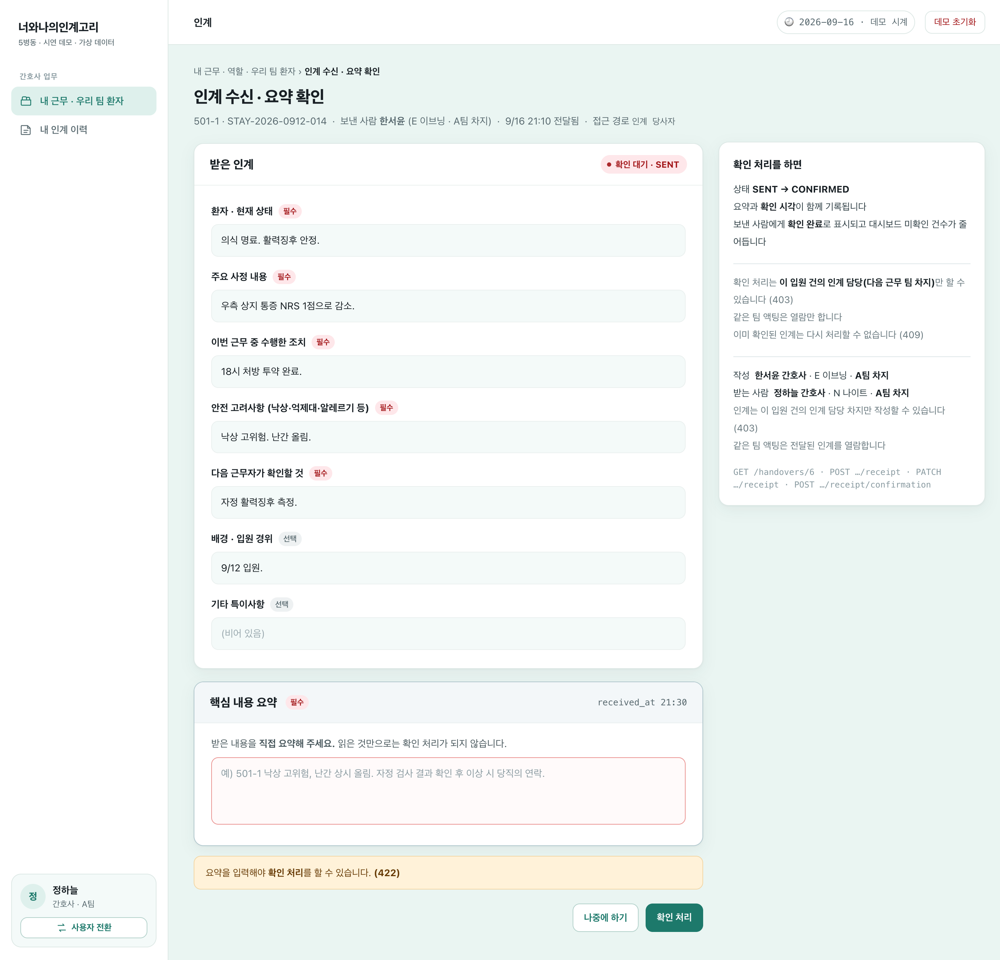 너와나의인계고리
5병동 · 시연 데모 · 가상 데이터
간호사 업무
내 근무 · 우리 팀 환자
내 인계 이력
정
정하늘
간호사 · A팀
사용자 전환
인계
2026-09-16 · 데모 시계
데모 초기화
내 근무 · 역할 · 우리 팀 환자 › 인계 수신 · 요약 확인
인계 수신 · 요약 확인
501-1 · STAY-2026-0912-014 · 보낸 사람 한서윤 (E 이브닝 · A팀 차지) · 9/16 21:10 전달됨 · 접근 경로 인계 당사자
받은 인계
확인 대기 · SENT
환자 · 현재 상태 필수
의식 명료. 활력징후 안정.
주요 사정 내용 필수
우측 상지 통증 NRS 1점으로 감소.
이번 근무 중 수행한 조치 필수
18시 처방 투약 완료.
안전 고려사항 (낙상·억제대·알레르기 등) 필수
낙상 고위험. 난간 올림.
다음 근무자가 확인할 것 필수
자정 활력징후 측정.
배경 · 입원 경위 선택
9/12 입원.
기타 특이사항 선택
(비어 있음)
핵심 내용 요약 필수
received_at 21:30
받은 내용을 직접 요약해 주세요. 읽은 것만으로는 확인 처리가 되지 않습니다.
예) 501-1 낙상 고위험, 난간 상시 올림. 자정 검사 결과 확인 후 이상 시 당직의 연락.
요약을 입력해야 확인 처리를 할 수 있습니다. (422)
나중에 하기
확인 처리
확인 처리를 하면
상태 SENT → CONFIRMED
요약과 확인 시각이 함께 기록됩니다
보낸 사람에게 확인 완료로 표시되고 대시보드 미확인 건수가 줄
어듭니다
확인 처리는 이 입원 건의 인계 담당(다음 근무 팀 차지)만 할 수
있습니다 (403)
같은 팀 액팅은 열람만 합니다
이미 확인된 인계는 다시 처리할 수 없습니다 (409)
작성 한서윤 간호사 · E 이브닝 · A팀 차지
받는 사람 정하늘 간호사 · N 나이트 · A팀 차지
인계는 이 입원 건의 인계 담당 차지만 작성할 수 있습니다
(403)
같은 팀 액팅은 전달된 인계를 열람합니다
GET /handovers/6 · POST …/receipt · PATCH
…/receipt · POST …/receipt/confirmation